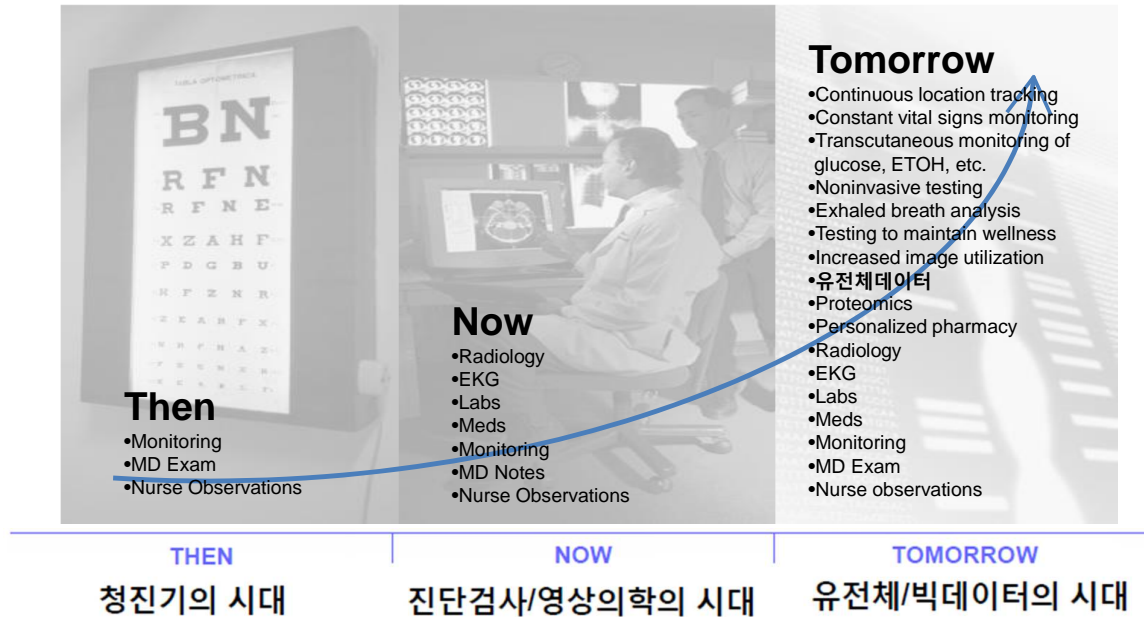 TABLA OPTOMETRICA
B N
R F N
R F N E
X Z A H F
P D G B U
H F Z N R
Then
•Monitoring
•MD Exam
•Nurse Observations
Now
•Radiology
•EKG
•Labs
•Meds
•Monitoring
•MD Notes
•Nurse Observations
Tomorrow
•Continuous location tracking
•Constant vital signs monitoring
•Transcutaneous monitoring of
glucose, ETOH, etc.
•Noninvasive testing
•Exhaled breath analysis
•Testing to maintain wellness
•Increased image utilization
•유전체데이터
•Proteomics
•Personalized pharmacy
•Radiology
•EKG
•Labs
•Meds
•Monitoring
•MD Exam
•Nurse observations
THEN
청진기의 시대
NOW
진단검사/영상의학의 시대
TOMORROW
유전체/빅데이터의 시대